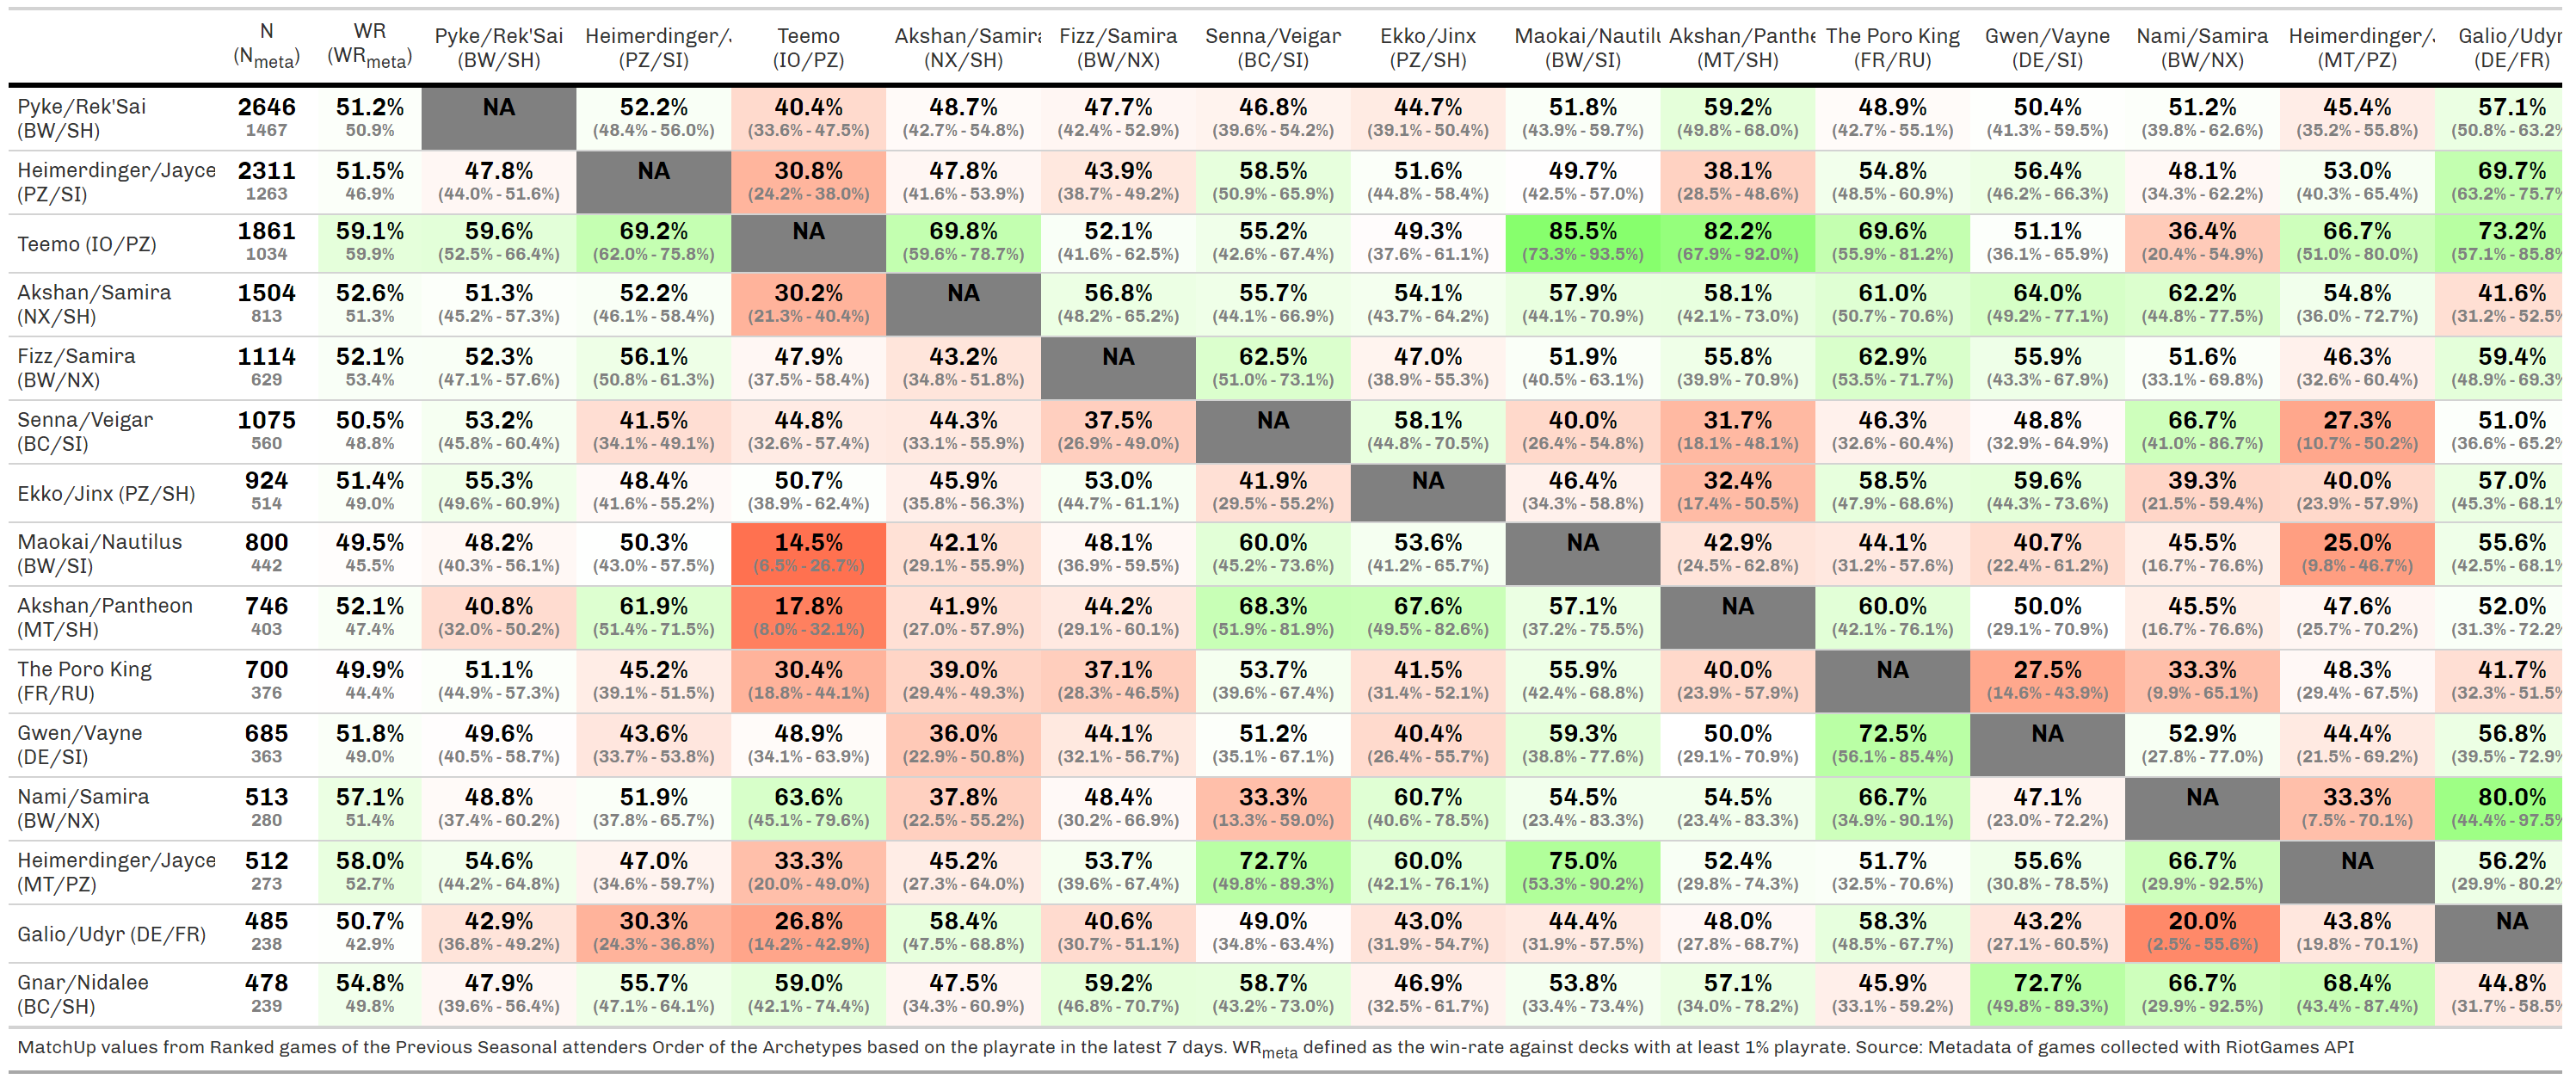 N WR Pyke/Rek'Sai Heimerdinger/J Teemo Akshan/Samira Fizz/Samira Senna/Veigar Ekko/Jinx Maokai/Nautilu Akshan/Panthe The Poro King Gwen/Vayne Nami/Samira Heimerdinger/J Galio/Udyr
(Nmeta) (WRmeta) (BW/SH) (PZ/SI) (IO/PZ) (NX/SH) (BW/NX) (BC/SI) (PZ/SH) (BW/SI) (MT/SH) (FR/RU) (DE/SI) (BW/NX) (MT/PZ) (DE/FR)
Pyke/Rek'Sai 2646 51.2% NA 52.2% 40.4% 48.7% 47.7% 46.8% 44.7% 51.8% 59.2% 48.9% 50.4% 51.2% 45.4% 57.1%
(BW/SH) 1467 50.9% (48.4% - 56.0%) (33.6% - 47.5%) (42.7% - 54.8%) (42.4% - 52.9%) (39.6% - 54.2%) (39.1% - 50.4%) (43.9% - 59.7%) (49.8% - 68.0%) (42.7% - 55.1%) (41.3% - 59.5%) (39.8% - 62.6%) (35.2% - 55.8%) (50.8% - 63.2%
Heimerdinger/Jayce 2311 51.5% 47.8% NA 30.8% 47.8% 43.9% 58.5% 51.6% 49.7% 38.1% 54.8% 56.4% 48.1% 53.0% 69.7%
(PZ/SI) 1263 46.9% (44.0% - 51.6%) (24.2% - 38.0%) (41.6% - 53.9%) (38.7% - 49.2%) (50.9% - 65.9%) (44.8% - 58.4%) (42.5% - 57.0%) (28.5% - 48.6%) (48.5% - 60.9%) (46.2% - 66.3%) (34.3% - 62.2%) (40.3% - 65.4%) (63.2% - 75.7%
Teemo (IO/PZ) 1861 59.1% 59.6% 69.2% NA 69.8% 52.1% 55.2% 49.3% 85.5% 82.2% 69.6% 51.1% 36.4% 66.7% 73.2%
1034 59.9% (52.5% - 66.4%) (62.0% - 75.8%) (59.6% - 78.7%) (41.6% - 62.5%) (42.6% - 67.4%) (37.6% - 61.1%) (73.3% - 93.5%) (67.9% - 92.0%) (55.9% - 81.2%) (36.1% - 65.9%) (20.4% - 54.9%) (51.0% - 80.0%) (57.1% - 85.8%
Akshan/Samira 1504 52.6% 51.3% 52.2% 30.2% NA 56.8% 55.7% 54.1% 57.9% 58.1% 61.0% 64.0% 62.2% 54.8% 41.6%
(NX/SH) 813 51.3% (45.2% - 57.3%) (46.1% - 58.4%) (21.3% - 40.4%) (48.2% - 65.2%) (44.1% - 66.9%) (43.7% - 64.2%) (44.1% - 70.9%) (42.1% - 73.0%) (50.7% - 70.6%) (49.2% - 77.1%) (44.8% - 77.5%) (36.0% - 72.7%) (31.2% - 52.5%
Fizz/Samira 1114 52.1% 52.3% 56.1% 47.9% 43.2% NA 62.5% 47.0% 51.9% 55.8% 62.9% 55.9% 51.6% 46.3% 59.4%
(BW/NX) 629 53.4% (47.1% - 57.6%) (50.8% - 61.3%) (37.5% - 58.4%) (34.8% - 51.8%) (51.0% - 73.1%) (38.9% - 55.3%) (40.5% - 63.1%) (39.9% - 70.9%) (53.5% - 71.7%) (43.3% - 67.9%) (33.1% - 69.8%) (32.6% - 60.4%) (48.9% - 69.3%
Senna/Veigar 1075 50.5% 53.2% 41.5% 44.8% 44.3% 37.5% NA 58.1% 40.0% 31.7% 46.3% 48.8% 66.7% 27.3% 51.0%
(BC/SI) 560 48.8% (45.8% - 60.4%) (34.1% - 49.1%) (32.6% - 57.4%) (33.1% - 55.9%) (26.9% - 49.0%) (44.8% - 70.5%) (26.4% - 54.8%) (18.1% - 48.1%) (32.6% - 60.4%) (32.9% - 64.9%) (41.0% - 86.7%) (10.7% - 50.2%) (36.6% - 65.2%
Ekko/Jinx (PZ/SH) 924 51.4% 55.3% 48.4% 50.7% 45.9% 53.0% 41.9% NA 46.4% 32.4% 58.5% 59.6% 39.3% 40.0% 57.0%
514 49.0% (49.6% - 60.9%) (41.6% - 55.2%) (38.9% - 62.4%) (35.8% - 56.3%) (44.7% - 61.1%) (29.5% - 55.2%) (34.3% - 58.8%) (17.4% - 50.5%) (47.9% - 68.6%) (44.3% - 73.6%) (21.5% - 59.4%) (23.9% - 57.9%) (45.3% - 68.1%
Maokai/Nautilus 800 49.5% 48.2% 50.3% 14.5% 42.1% 48.1% 60.0% 53.6% NA 42.9% 44.1% 40.7% 45.5% 25.0% 55.6%
(BW/SI) 442 45.5% (40.3% - 56.1%) (43.0% - 57.5%) (6.5% - 26.7%) (29.1% - 55.9%) (36.9% - 59.5%) (45.2% - 73.6%) (41.2% - 65.7%) (24.5% - 62.8%) (31.2% - 57.6%) (22.4% - 61.2%) (16.7% - 76.6%) (9.8% - 46.7%) (42.5% - 68.1%
Akshan/Pantheon 746 52.1% 40.8% 61.9% 17.8% 41.9% 44.2% 68.3% 67.6% 57.1% NA 60.0% 50.0% 45.5% 47.6% 52.0%
(MT/SH) 403 47.4% (32.0% - 50.2%) (51.4% - 71.5%) (8.0% - 32.1%) (27.0% - 57.9%) (29.1% - 60.1%) (51.9% - 81.9%) (49.5% - 82.6%) (37.2% - 75.5%) (42.1% - 76.1%) (29.1% - 70.9%) (16.7% - 76.6%) (25.7% - 70.2%) (31.3% - 72.2%
The Poro King 700 49.9% 51.1% 45.2% 30.4% 39.0% 37.1% 53.7% 41.5% 55.9% 40.0% NA 27.5% 33.3% 48.3% 41.7%
(FR/RU) 376 44.4% (44.9% - 57.3%) (39.1% - 51.5%) (18.8% - 44.1%) (29.4% - 49.3%) (28.3% - 46.5%) (39.6% - 67.4%) (31.4% - 52.1%) (42.4% - 68.8%) (23.9% - 57.9%) (14.6% - 43.9%) (9.9% - 65.1%) (29.4% - 67.5%) (32.3% - 51.5%
Gwen/Vayne 685 51.8% 49.6% 43.6% 48.9% 36.0% 44.1% 51.2% 40.4% 59.3% 50.0% 72.5% NA 52.9% 44.4% 56.8%
(DE/SI) 363 49.0% (40.5% - 58.7%) (33.7% - 53.8%) (34.1% - 63.9%) (22.9% - 50.8%) (32.1% - 56.7%) (35.1% - 67.1%) (26.4% - 55.7%) (38.8% - 77.6%) (29.1% - 70.9%) (56.1% - 85.4%) (27.8% - 77.0%) (21.5% - 69.2%) (39.5% - 72.9%
Nami/Samira 513 57.1% 48.8% 51.9% 63.6% 37.8% 48.4% 33.3% 60.7% 54.5% 54.5% 66.7% 47.1% NA 33.3% 80.0%
(BW/NX) 280 51.4% (37.4% - 60.2%) (37.8% - 65.7%) (45.1% - 79.6%) (22.5% - 55.2%) (30.2% - 66.9%) (13.3% - 59.0%) (40.6% - 78.5%) (23.4% - 83.3%) (23.4% - 83.3%) (34.9% - 90.1%) (23.0% - 72.2%) (7.5% - 70.1%) (44.4% - 97.5%
Heimerdinger/Jayce 512 58.0% 54.6% 47.0% 33.3% 45.2% 53.7% 72.7% 60.0% 75.0% 52.4% 51.7% 55.6% 66.7% NA 56.2%
(MT/PZ) 273 52.7% (44.2% - 64.8%) (34.6% - 59.7%) (20.0% - 49.0%) (27.3% - 64.0%) (39.6% - 67.4%) (49.8% - 89.3%) (42.1% - 76.1%) (53.3% - 90.2%) (29.8% - 74.3%) (32.5% - 70.6%) (30.8% - 78.5%) (29.9% - 92.5%) (29.9% - 80.2%
Galio/Udyr (DE/FR) 485 50.7% 42.9% 30.3% 26.8% 58.4% 40.6% 49.0% 43.0% 44.4% 48.0% 58.3% 43.2% 20.0% 43.8% NA
238 42.9% (36.8% - 49.2%) (24.3% - 36.8%) (14.2% - 42.9%) (47.5% - 68.8%) (30.7% - 51.1%) (34.8% - 63.4%) (31.9% - 54.7%) (31.9% - 57.5%) (27.8% - 68.7%) (48.5% - 67.7%) (27.1% - 60.5%) (2.5% - 55.6%) (19.8% - 70.1%)
Gnar/Nidalee 478 54.8% 47.9% 55.7% 59.0% 47.5% 59.2% 58.7% 46.9% 53.8% 57.1% 45.9% 72.7% 66.7% 68.4% 44.8%
(BC/SH) 239 49.8% (39.6% - 56.4%) (47.1% - 64.1%) (42.1% - 74.4%) (34.3% - 60.9%) (46.8% - 70.7%) (43.2% - 73.0%) (32.5% - 61.7%) (33.4% - 73.4%) (34.0% - 78.2%) (33.1% - 59.2%) (49.8% - 89.3%) (29.9% - 92.5%) (43.4% - 87.4%) (31.7% - 58.5%
MatchUp values from Ranked games of the Previous Seasonal attenders Order of the Archetypes based on the playrate in the latest 7 days. WRmeta defined as the win-rate against decks with at least 1% playrate. Source: Metadata of games collected with RiotGames API